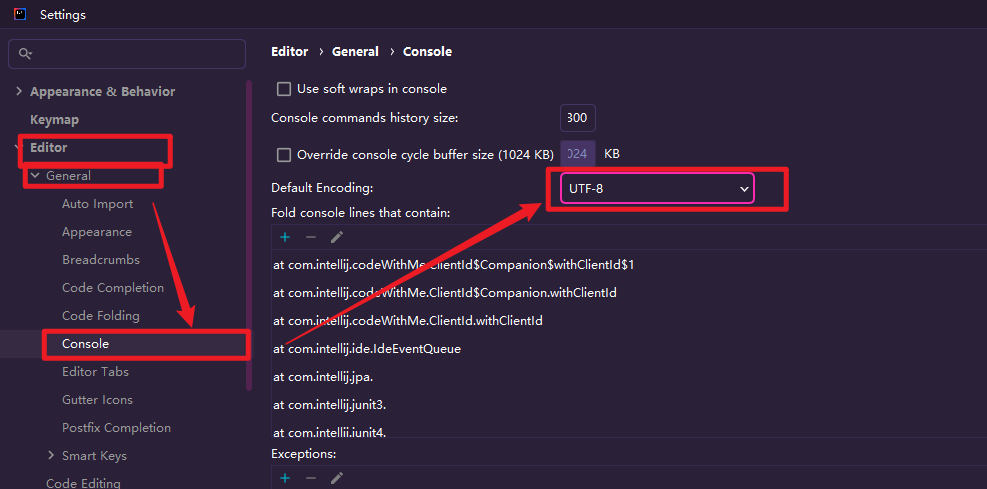 Settings
Appearance & Behavior
Keymap
Editor
General
Auto Import
Appearance
Breadcrumbs
Code Completion
Code Folding
Console
Editor Tabs
Gutter Icons
Postfix Completion
Smart Keys
Code Editing
Editor › General › Console
Use soft wraps in console
Console commands history size: 300
Override console cycle buffer size (1024 KB) 1024 KB
Default Encoding: UTF-8
Fold console lines that contain:
at com.intellij.codeWithMe.ClientId$Companion$withClientId$1
at com.intellij.codeWithMe.ClientId$Companion.withClientId
at com.intellij.codeWithMe.ClientId.withClientId
at com.intellij.ide.IdeEventQueue
at com.intellij.jpa.
at com.intellij.junit3.
at com.intellij.junit4.
Exceptions: